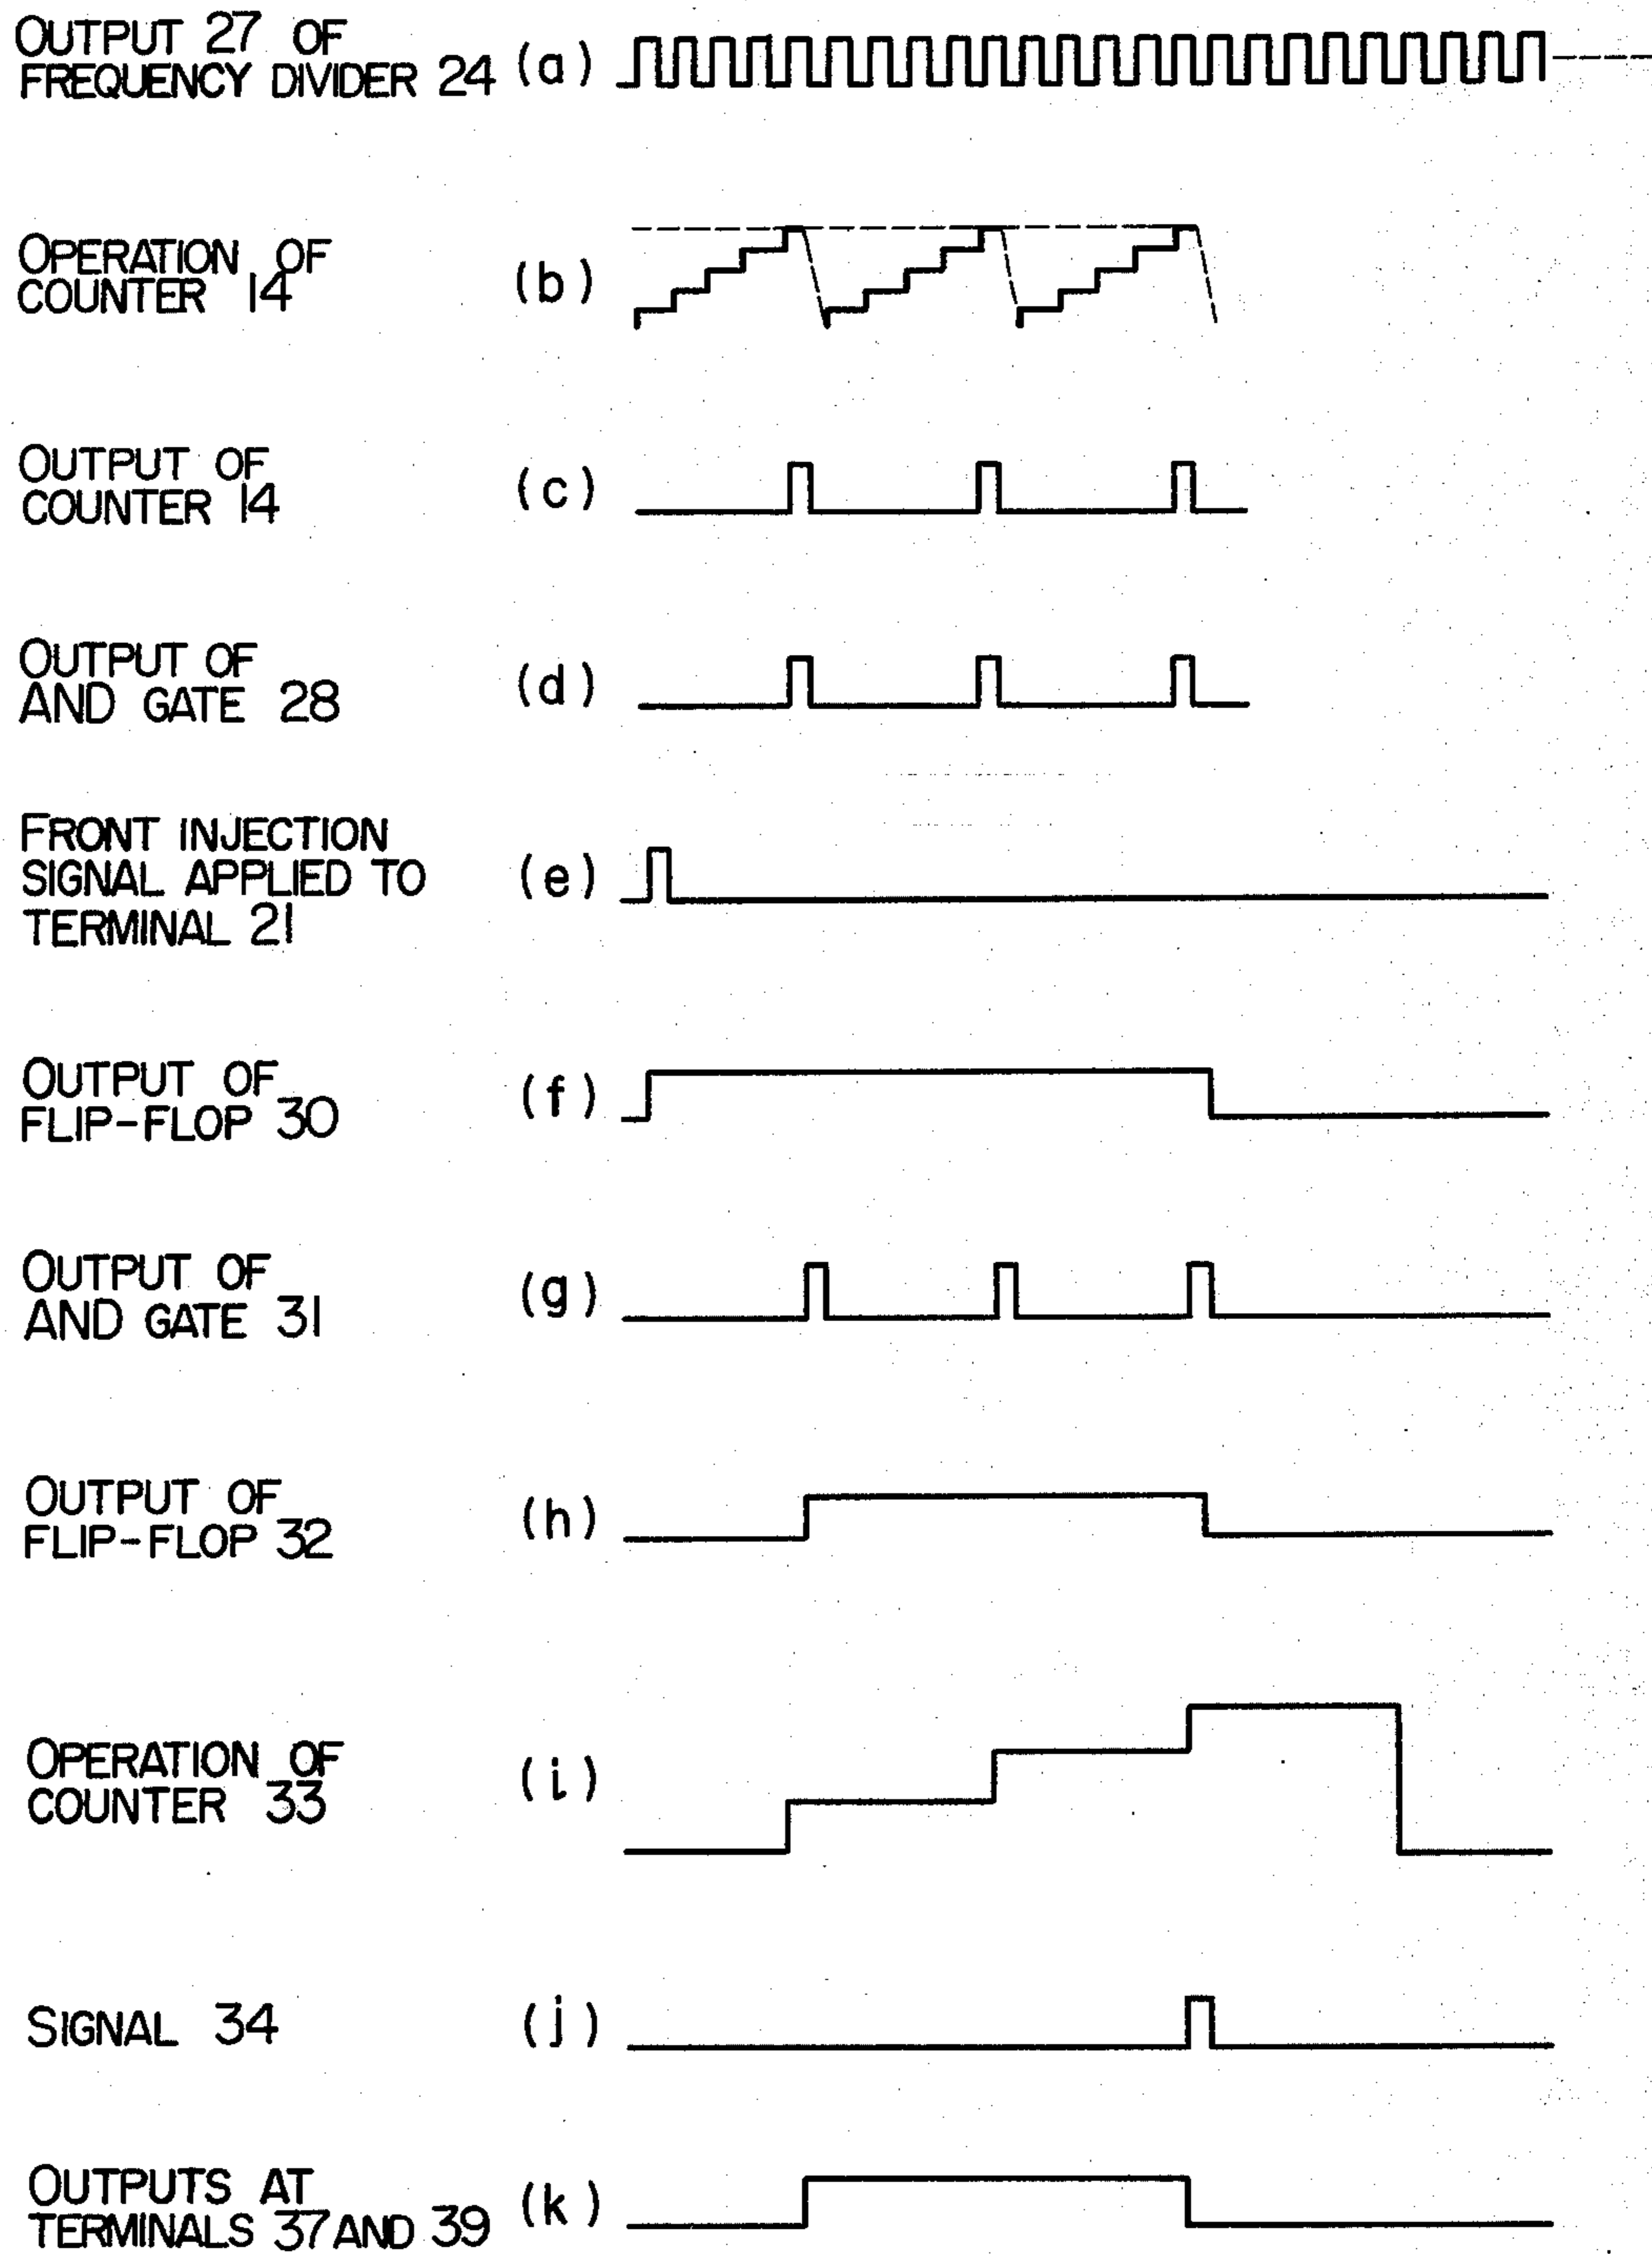 OUTPUT 27 OF
FREQUENCY DIVIDER 24 (a)
OPERATION OF
COUNTER 14 (b)
OUTPUT OF
COUNTER 14 (c)
OUTPUT OF
AND GATE 28 (d)
FRONT INJECTION
SIGNAL APPLIED TO (e)
TERMINAL 21
OUTPUT OF
FLIP-FLOP 30 (f)
OUTPUT OF
AND GATE 31 (g)
OUTPUT OF
FLIP-FLOP 32 (h)
OPERATION OF
COUNTER 33 (i)
SIGNAL 34 (j)
OUTPUTS AT
TERMINALS 37 AND 39 (k)